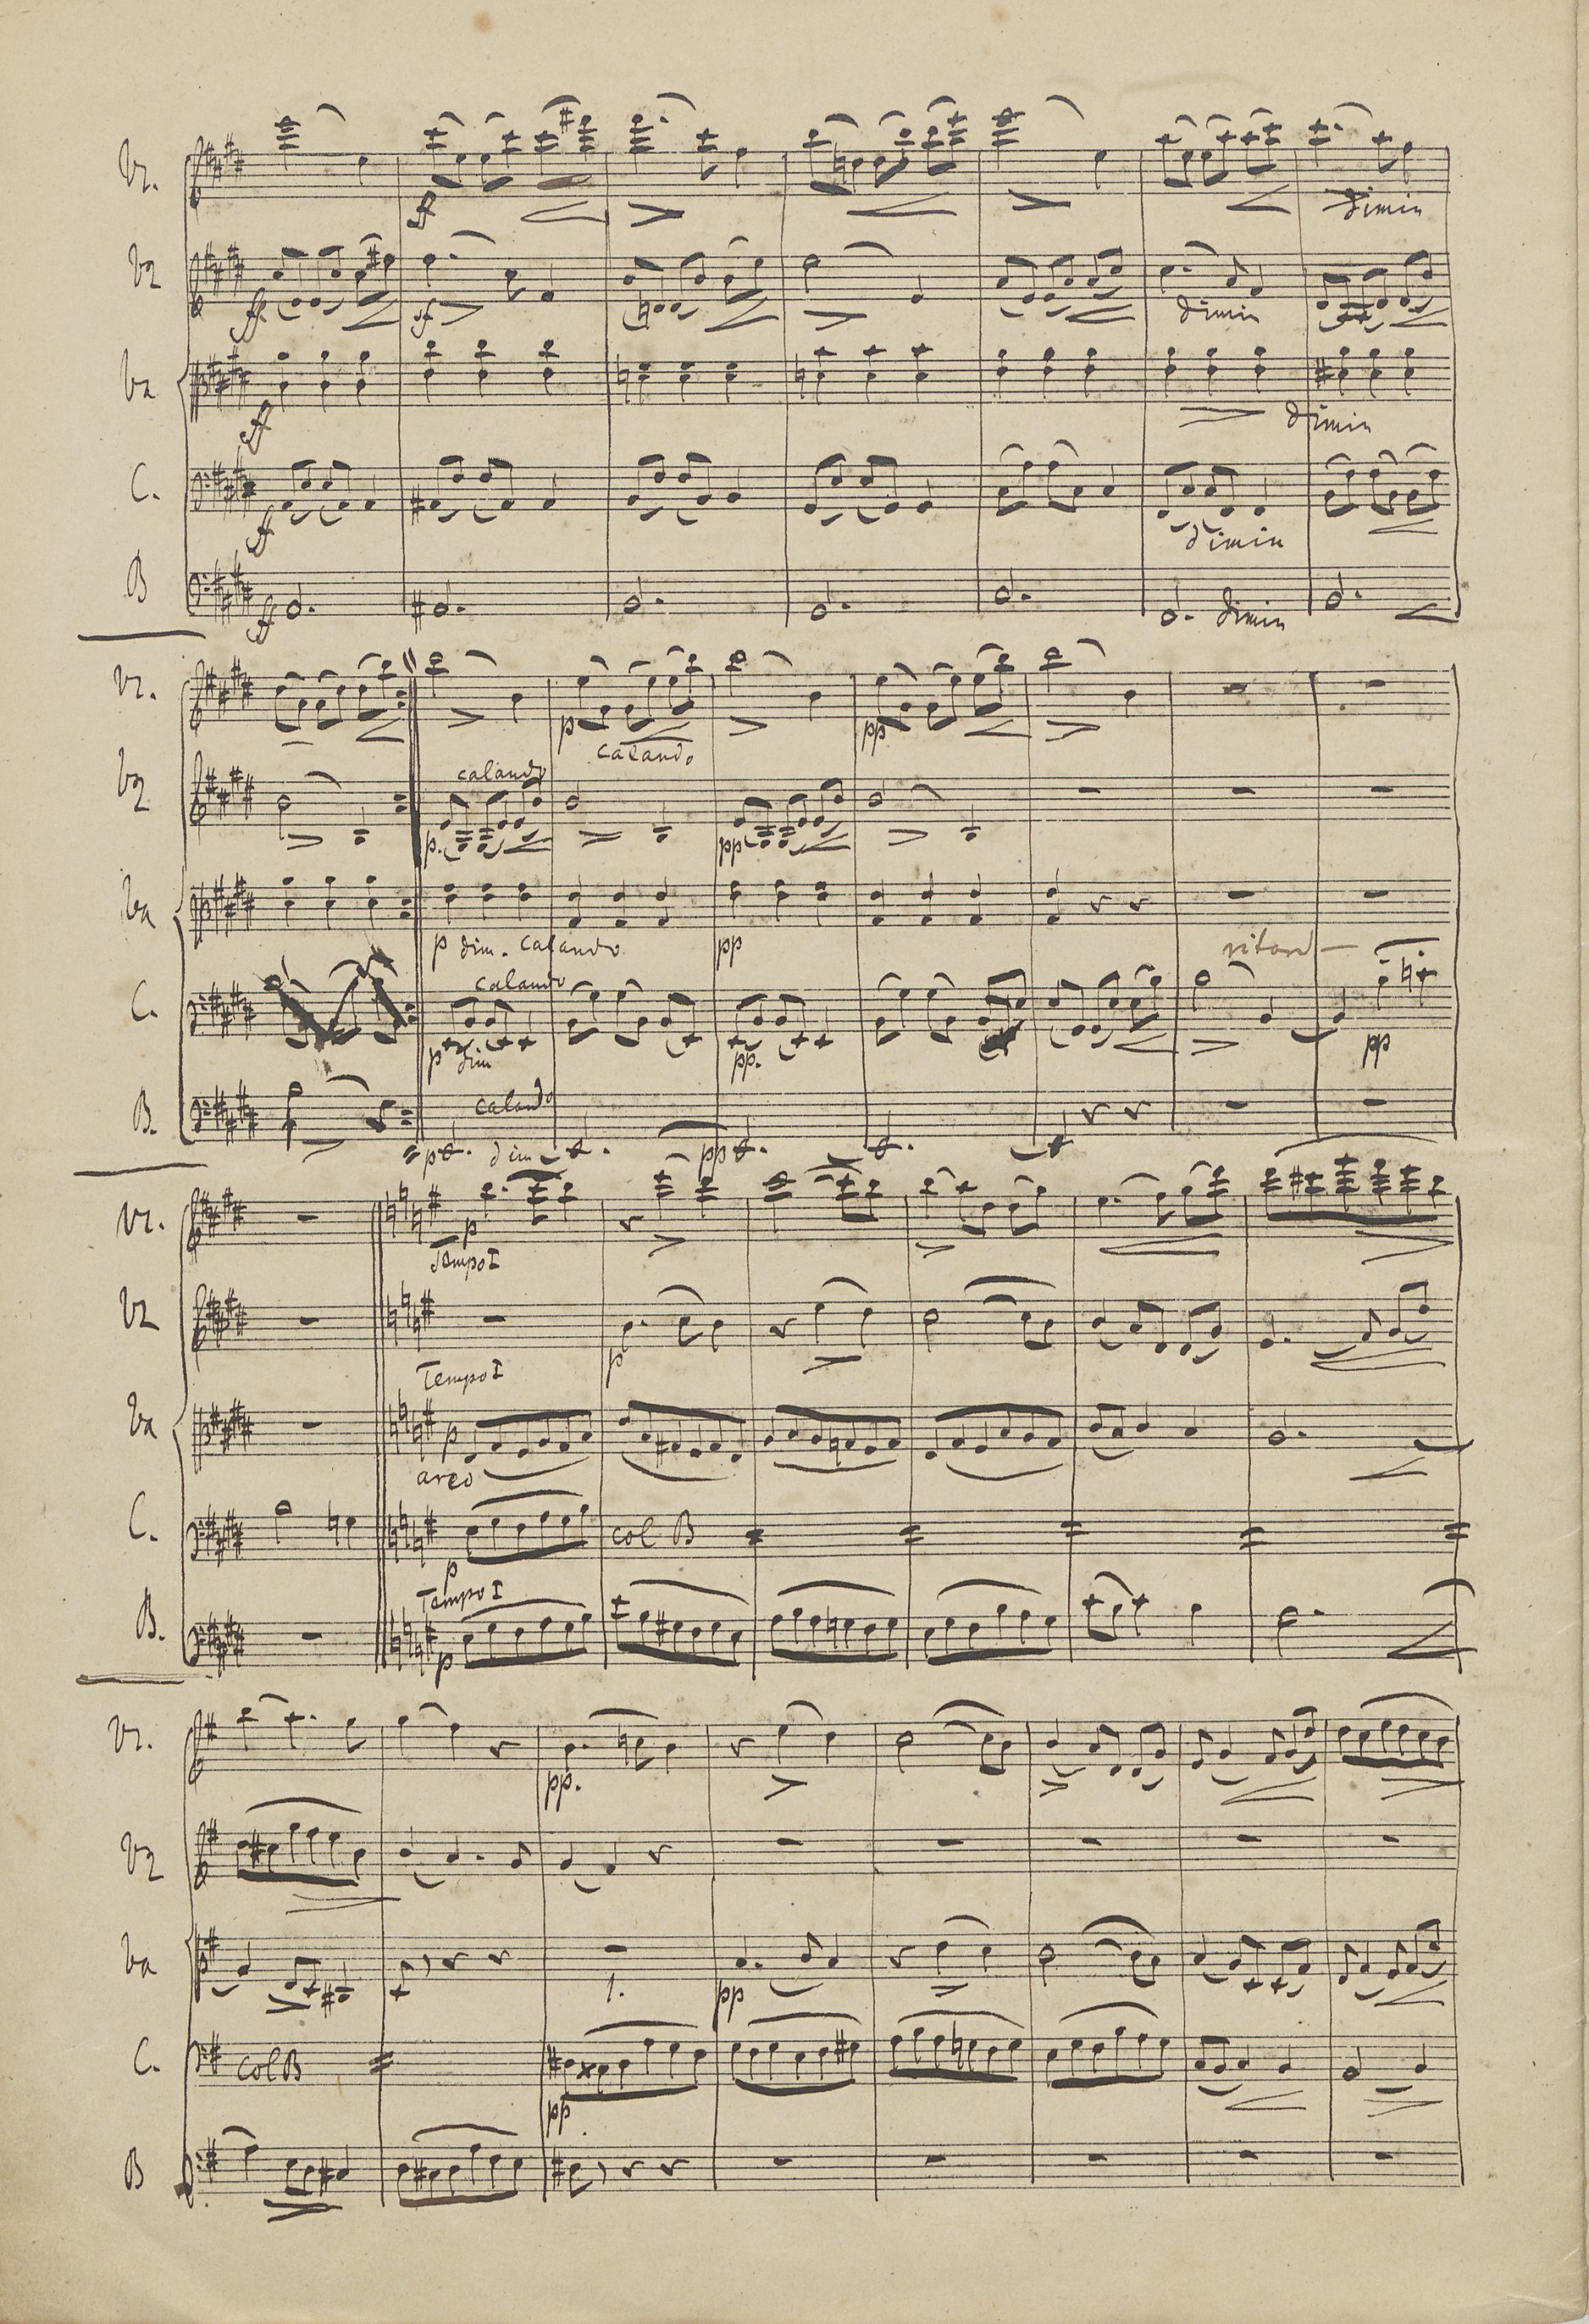 V1.
ff
dimin
V2
ff.
sf
dimin
Va
ff
dimin
C.
ff
dimin
B
ff
dimin
V1.
p
calando
pp
V2
calando
p.
pp
Va
p dim. calando
pp
ritard
C.
calando
p dim
pp.
pp
B.
calando
p
dim
pp
V1.
p
Tempo I
V2
p
Tempo I
Va
p
arco
C.
col B
p
Tempo I
B.
p
V1.
pp.
V2
Va
1.
pp
C.
col B
pp
B